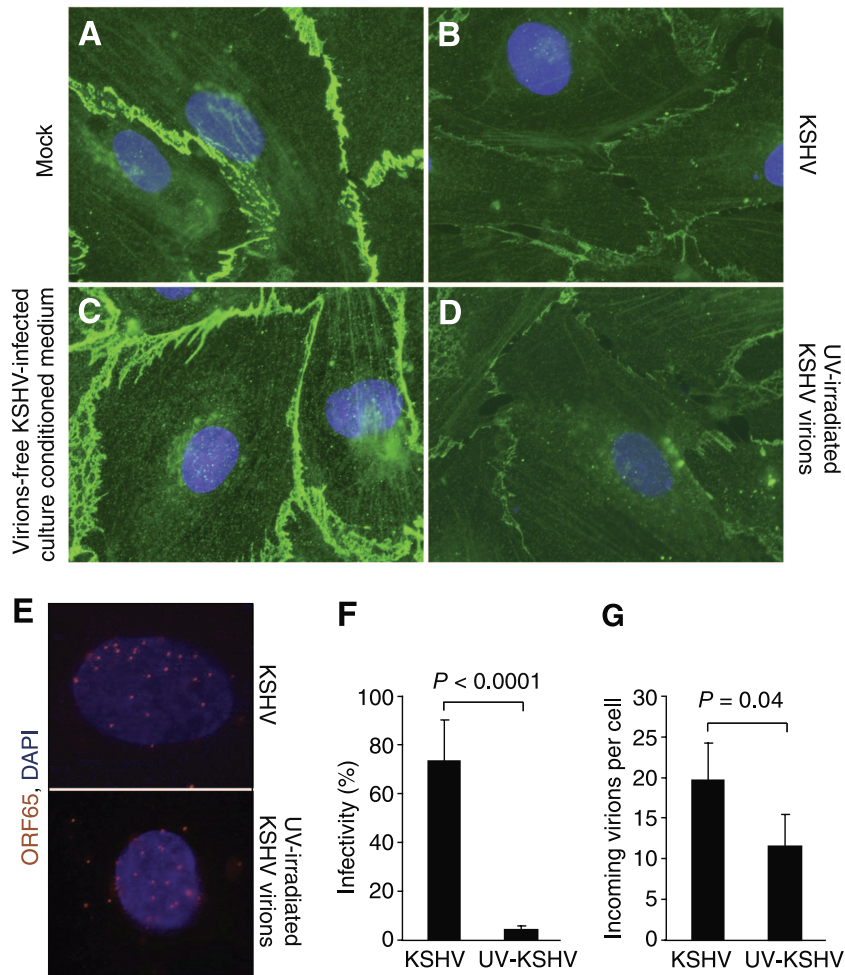 A
B
Mock
KSHV
C
D
Virions-free KSHV-infected
culture conditioned medium
UV-irradiated
KSHV virions
E
ORF65, DAPI
KSHV
UV-irradiated
KSHV virions
F
P < 0.0001
Infectivity (%)
100
80
60
40
20
0
KSHV
UV-KSHV
G
P = 0.04
Incoming virions per cell
30
25
20
15
10
5
0
KSHV
UV-KSHV